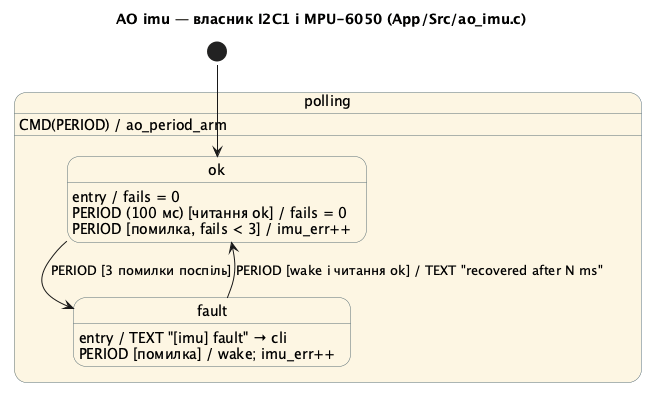 AO imu — власник I2C1 і MPU-6050 (App/Src/ao_imu.c)
polling
CMD(PERIOD) / ao_period_arm
ok
entry / fails = 0
PERIOD (100 мс) [читання ok] / fails = 0
PERIOD [помилка, fails < 3] / imu_err++
PERIOD [3 помилки поспіль]
PERIOD [wake і читання ok] / TEXT "recovered after N ms"
fault
entry / TEXT "[imu] fault" → cli
PERIOD [помилка] / wake; imu_err++